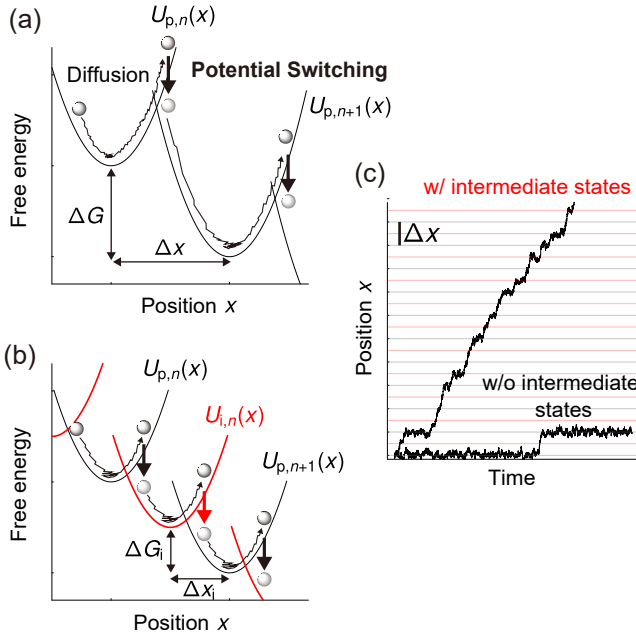 (a)
U_{p,n}(x)
Diffusion
Potential Switching
U_{p,n+1}(x)
Free energy
ΔG
Δx
Position x
(b)
U_{p,n}(x)
U_{i,n}(x)
U_{p,n+1}(x)
Free energy
ΔG_i
Δx_i
Position x
(c)
w/ intermediate states
Δx
Position x
w/o intermediate
states
Time